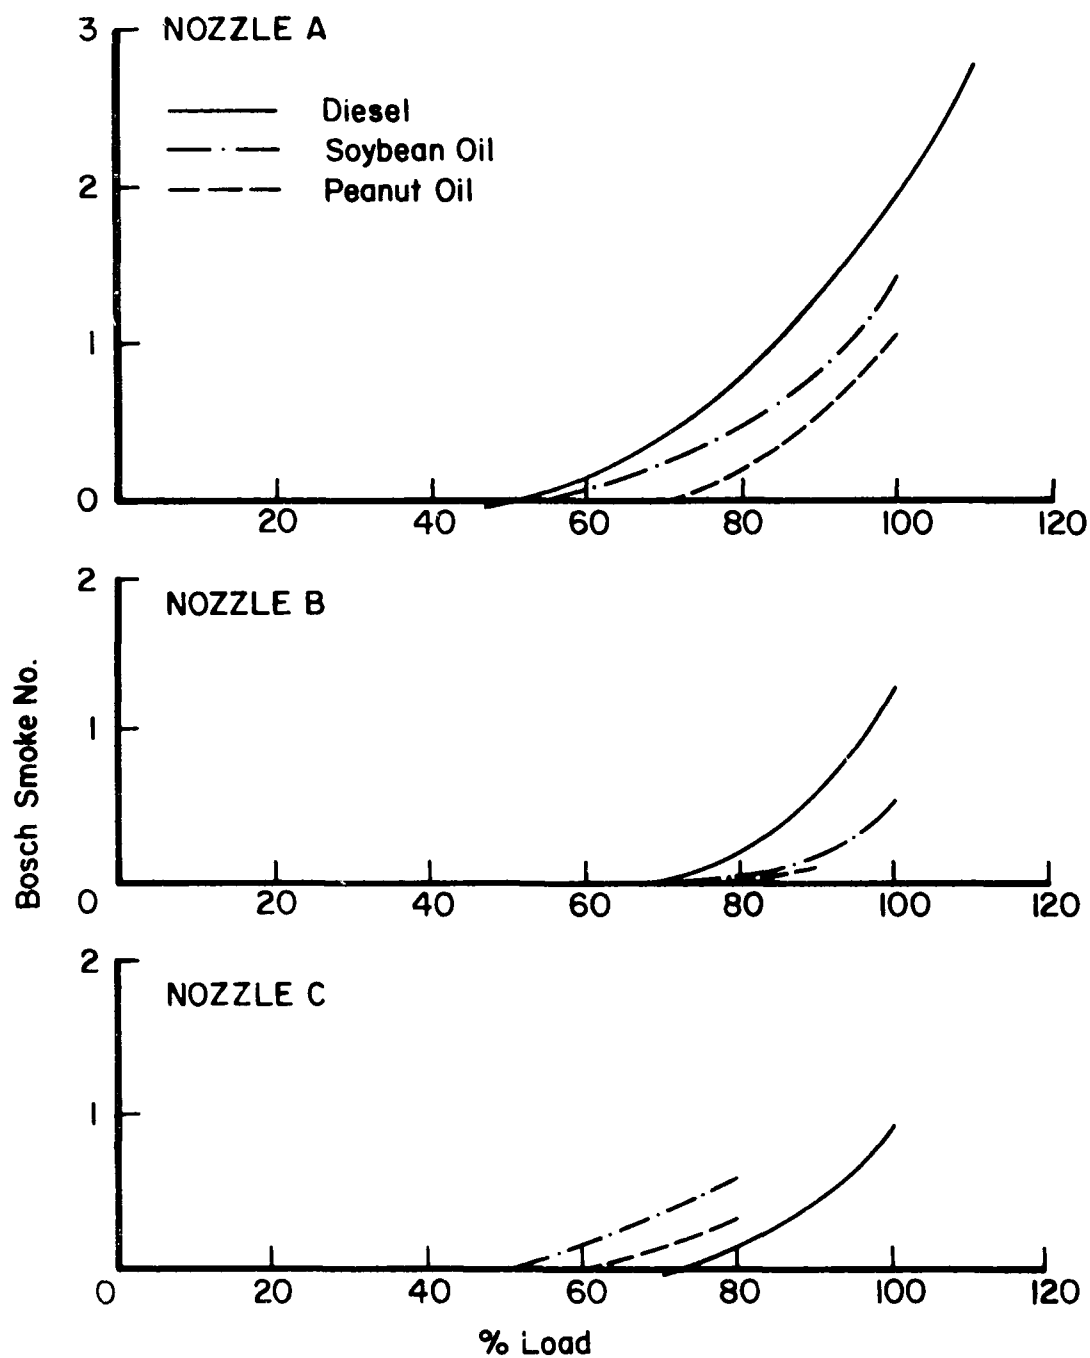 3
NOZZLE A
Diesel
Soybean Oil
Peanut Oil
2
1
0
20 40 60 80 100 120
2
NOZZLE B
1
0 20 40 60 80 100 120
Bosch Smoke No.
2
NOZZLE C
1
0 20 40 60 80 100 120
% Load